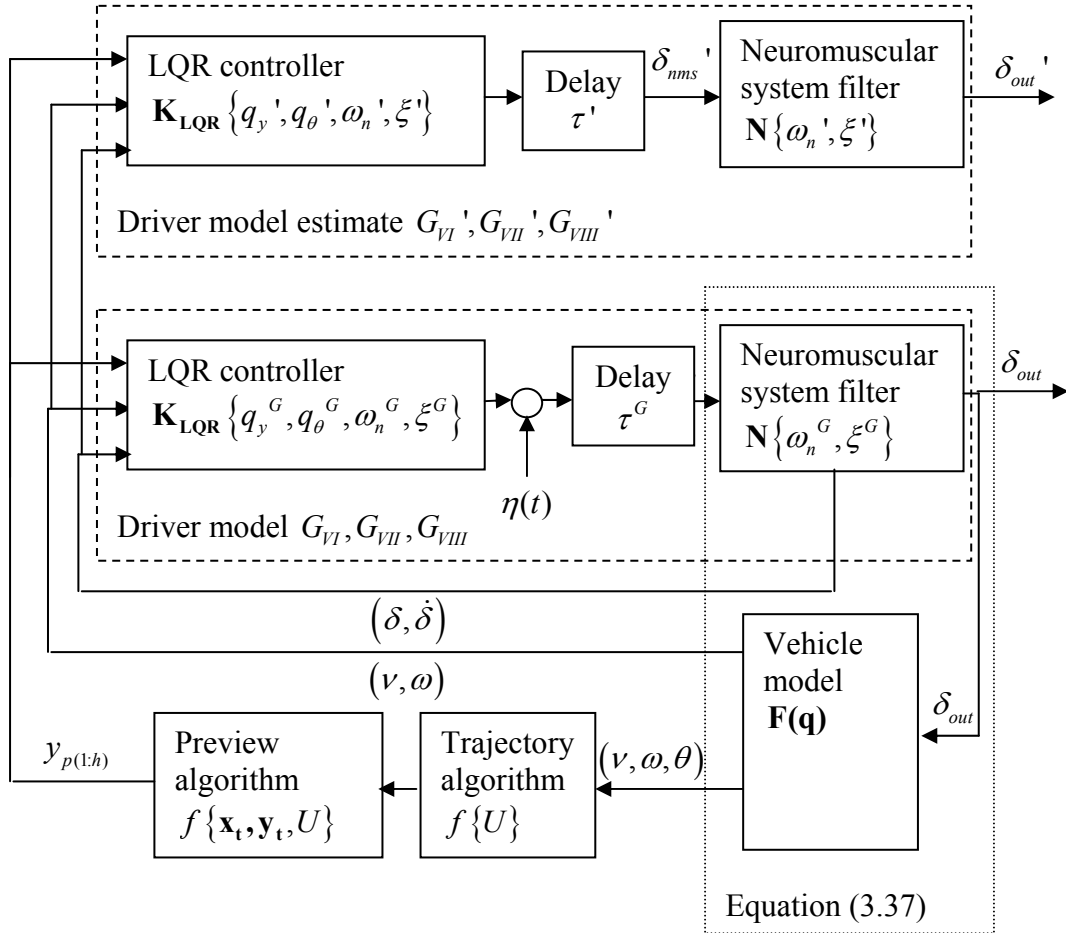 LQR controller
K_LQR {q_y', q_θ', ω_n', ξ'}
Delay
τ'
δ_nms'
Neuromuscular
system filter
N{ω_n', ξ'}
δ_out'
Driver model estimate G_VI', G_VII', G_VIII'
LQR controller
K_LQR {q_y^G, q_θ^G, ω_n^G, ξ^G}
η(t)
Delay
τ^G
Neuromuscular
system filter
N{ω_n^G, ξ^G}
δ_out
Driver model G_VI, G_VII, G_VIII
(δ, δ̇)
(ν, ω)
Vehicle
model
F(q)
δ_out
y_p(1:h)
Preview
algorithm
f{x_t, y_t, U}
Trajectory
algorithm
f{U}
(ν, ω, θ)
Equation (3.37)